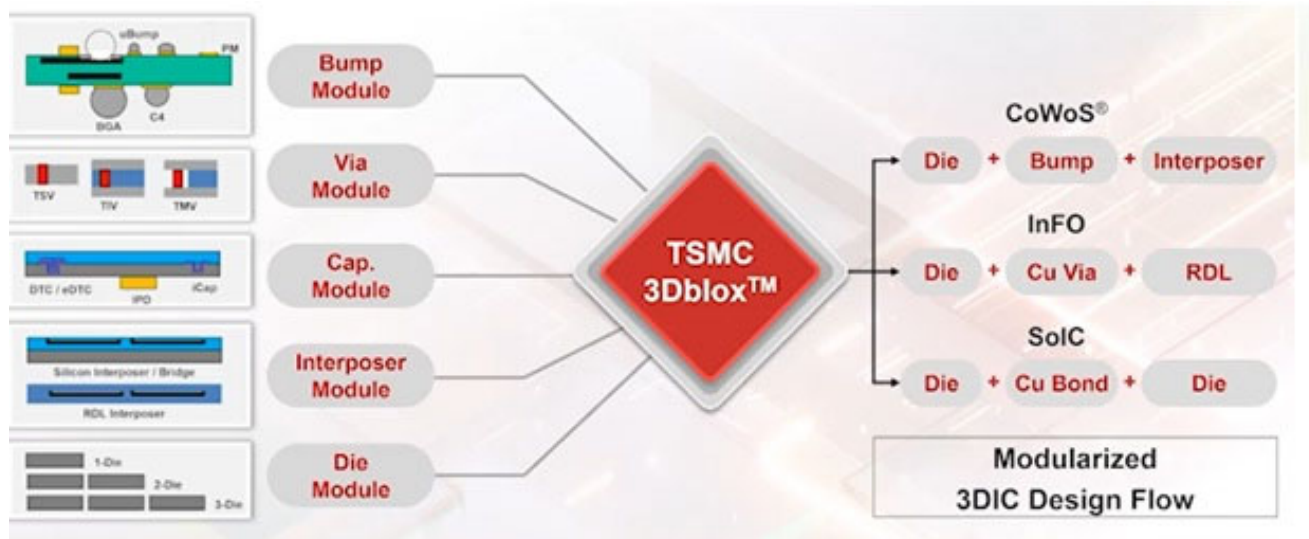 uBump
PM
BGA
C4
Bump
Module
TSV
TIV
TMV
Via
Module
DTC / eDTC
IPD
iCap
Cap.
Module
Silicon Interposer / Bridge
RDL Interposer
Interposer
Module
1-Die
2-Die
3-Die
Die
Module
TSMC
3Dblox™
CoWoS®
Die + Bump + Interposer
InFO
Die + Cu Via + RDL
SoIC
Die + Cu Bond + Die
Modularized
3DIC Design Flow